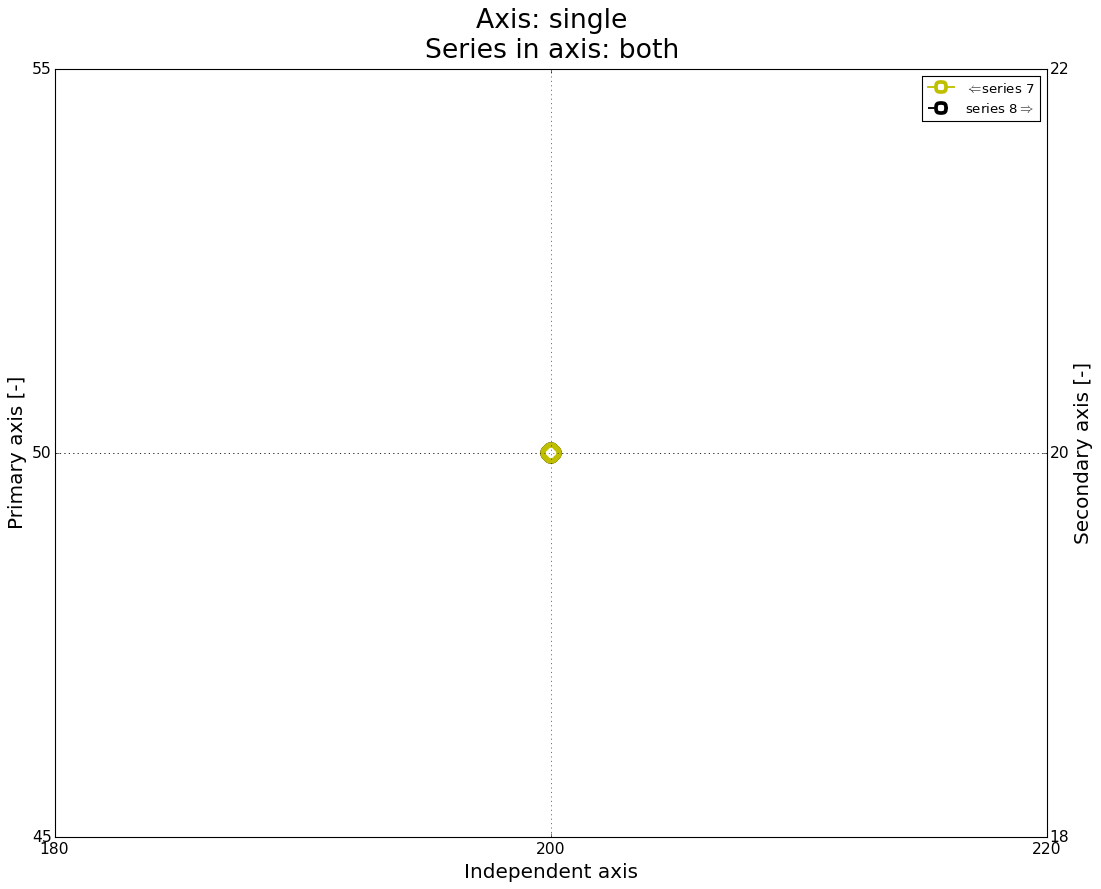 Axis: single
Series in axis: both
55
22
⇐series 7
series 8⇒
Primary axis [-]
50
20
Secondary axis [-]
45
18
180
200
220
Independent axis